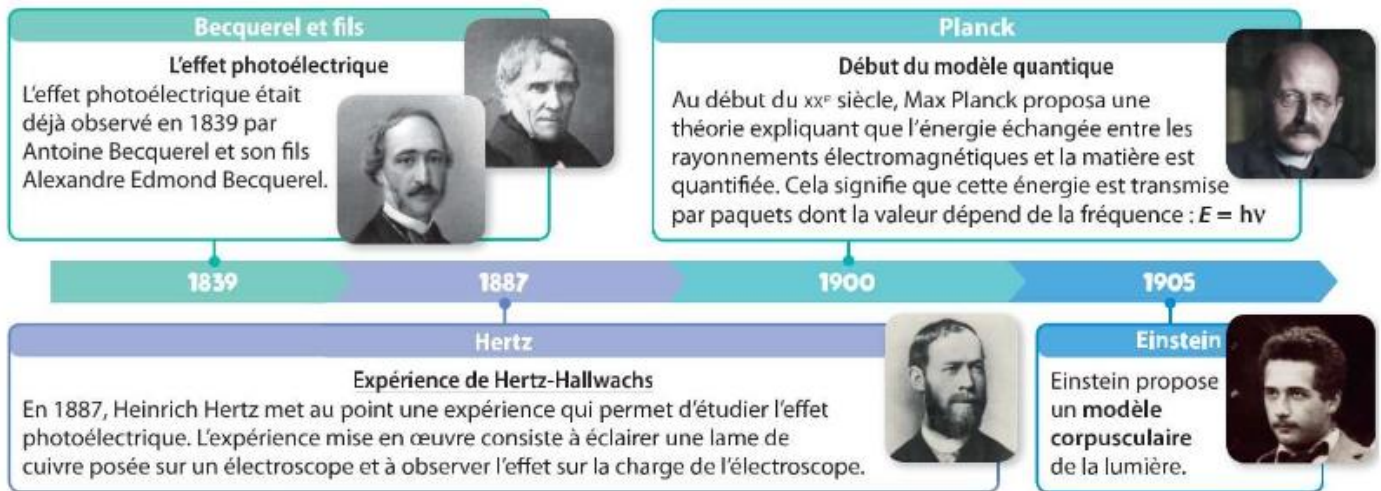 Becquerel et fils
L'effet photoélectrique
L'effet photoélectrique était
déjà observé en 1839 par
Antoine Becquerel et son fils
Alexandre Edmond Becquerel.
Planck
Début du modèle quantique
Au début du XXᵉ siècle, Max Planck proposa une
théorie expliquant que l'énergie échangée entre les
rayonnements électromagnétiques et la matière est
quantifiée. Cela signifie que cette énergie est transmise
par paquets dont la valeur dépend de la fréquence : E = hν
1839
1887
1900
1905
Hertz
Expérience de Hertz-Hallwachs
En 1887, Heinrich Hertz met au point une expérience qui permet d'étudier l'effet
photoélectrique. L'expérience mise en œuvre consiste à éclairer une lame de
cuivre posée sur un électroscope et à observer l'effet sur la charge de l'électroscope.
Einstein
Einstein propose
un modèle
corpusculaire
de la lumière.